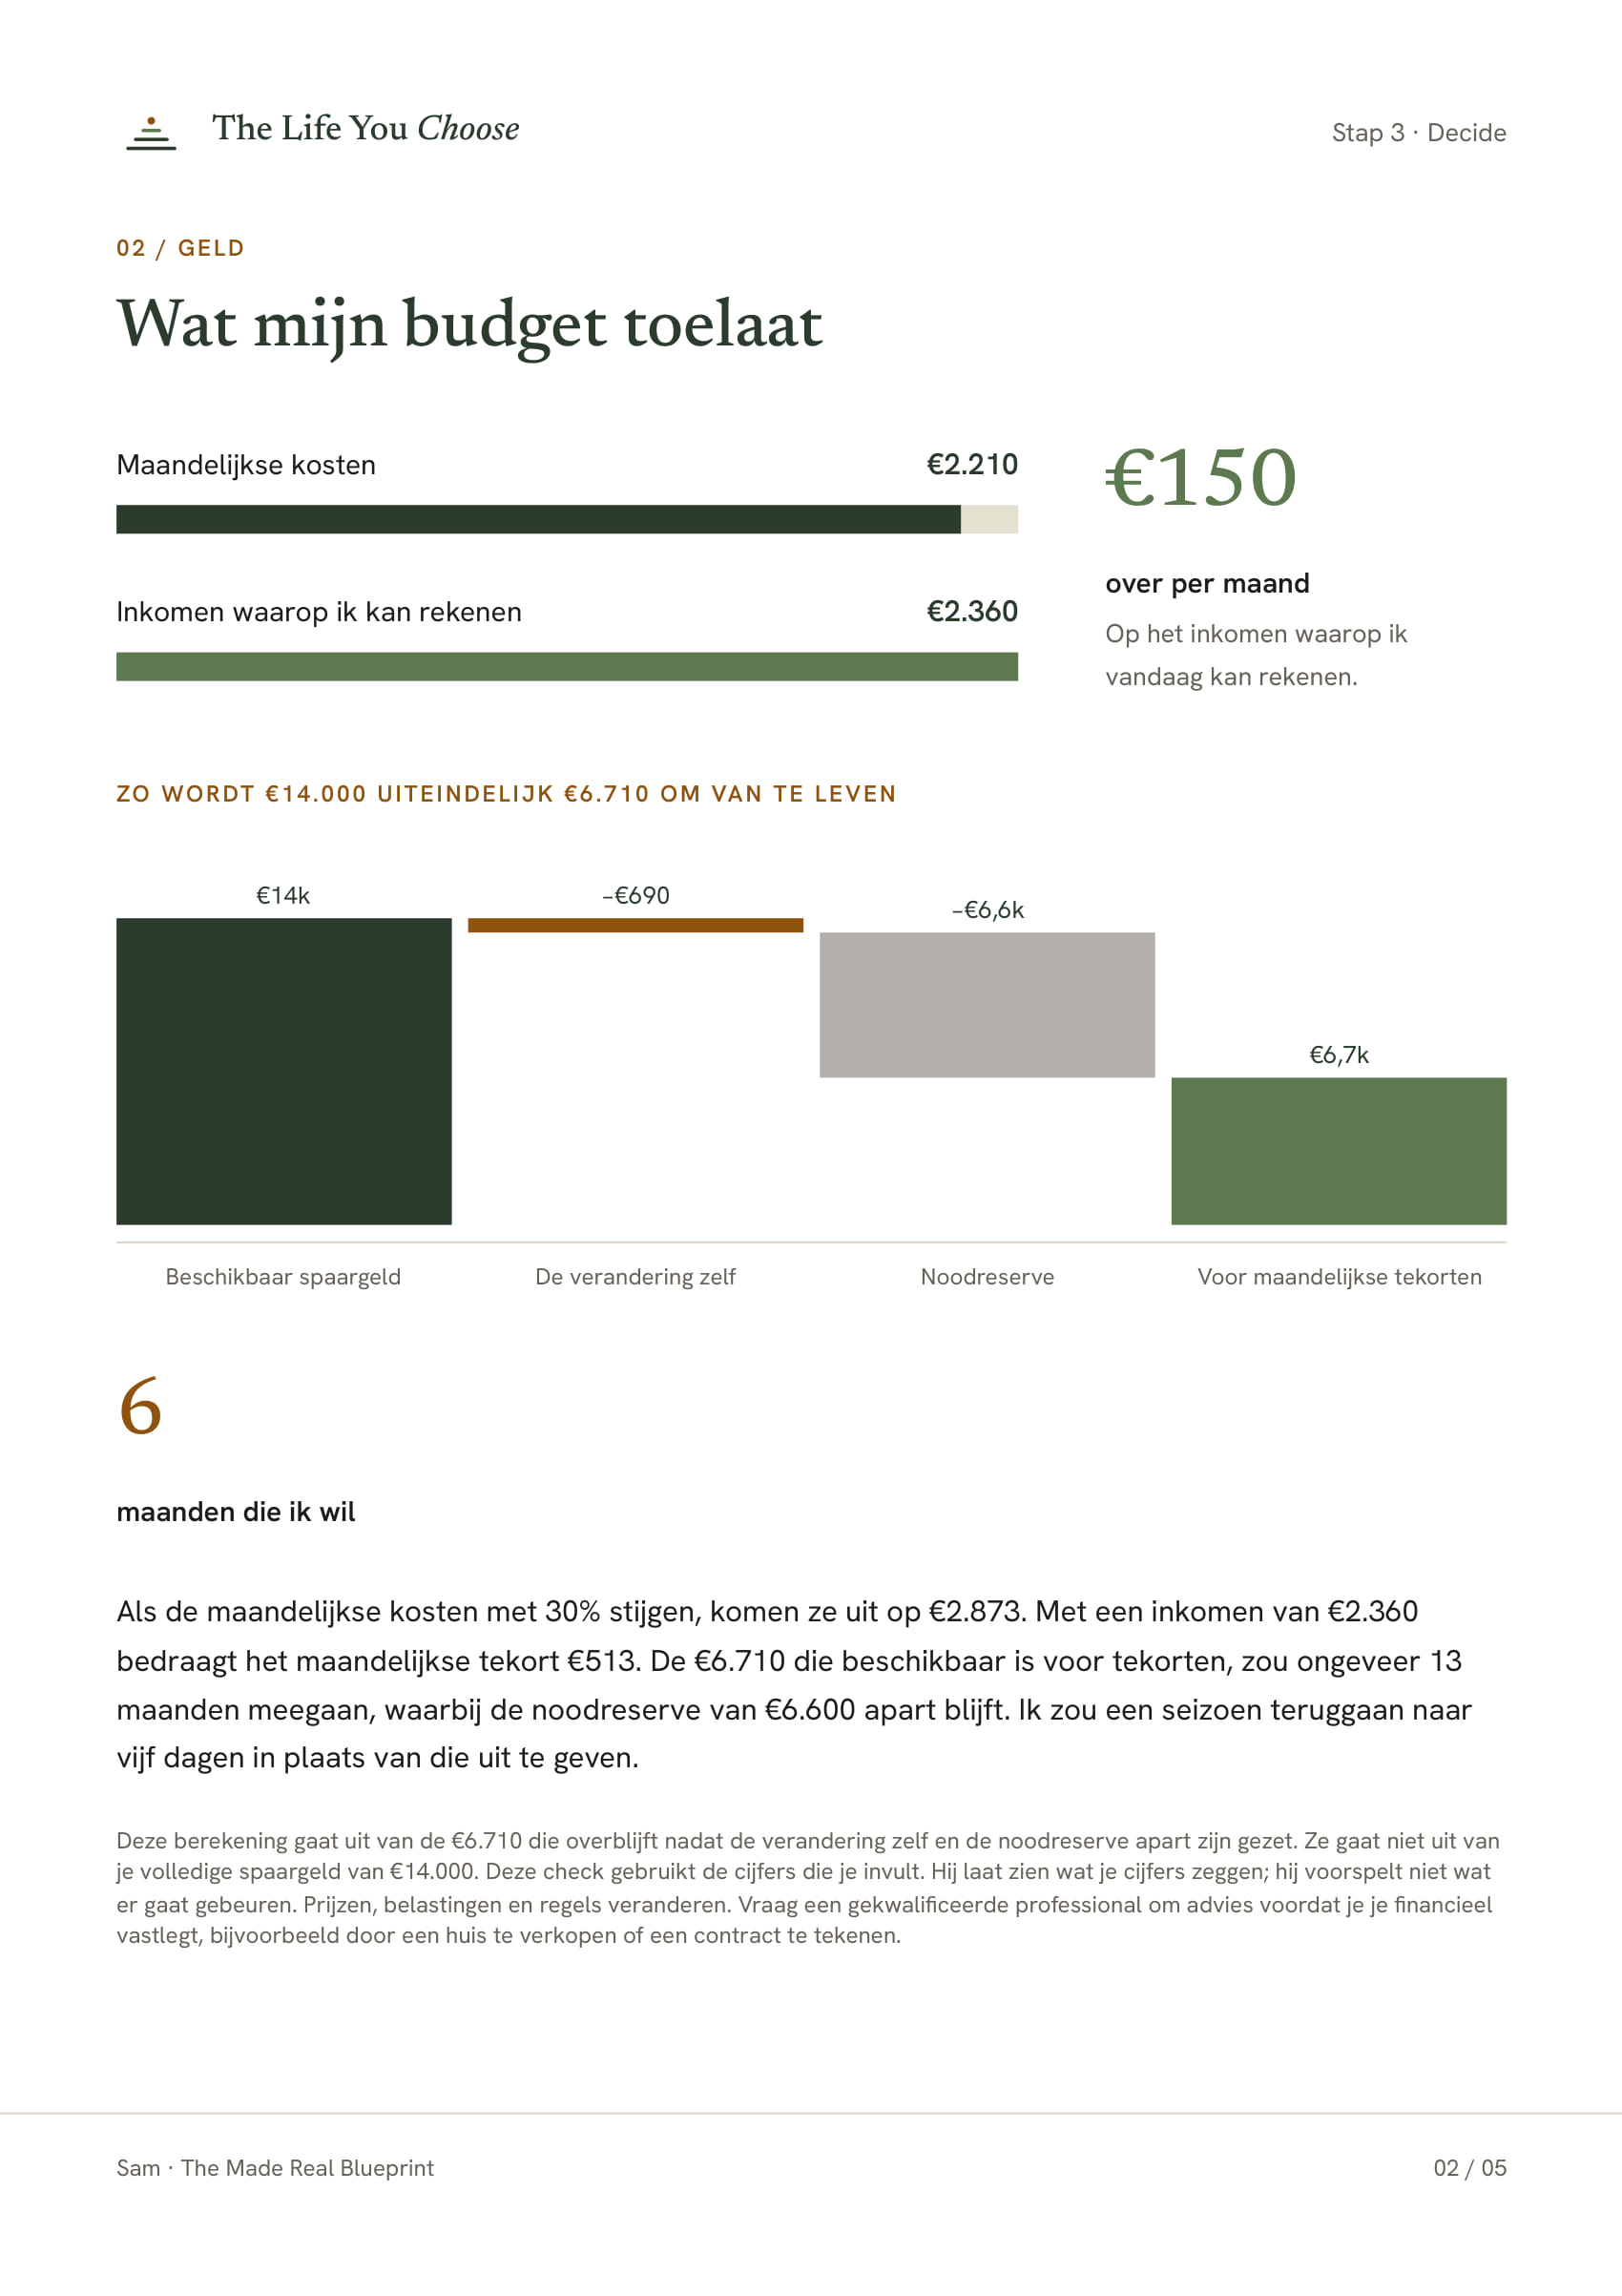 The Life You Choose
Stap 3 · Decide
02 / GELD
Wat mijn budget toelaat
Maandelijkse kosten €2.210
Inkomen waarop ik kan rekenen €2.360
€150
over per maand
Op het inkomen waarop ik
vandaag kan rekenen.
ZO WORDT €14.000 UITEINDELIJK €6.710 OM VAN TE LEVEN
€14k
–€690
–€6,6k
€6,7k
Beschikbaar spaargeld
De verandering zelf
Noodreserve
Voor maandelijkse tekorten
6
maanden die ik wil
Als de maandelijkse kosten met 30% stijgen, komen ze uit op €2.873. Met een inkomen van €2.360
bedraagt het maandelijkse tekort €513. De €6.710 die beschikbaar is voor tekorten, zou ongeveer 13
maanden meegaan, waarbij de noodreserve van €6.600 apart blijft. Ik zou een seizoen teruggaan naar
vijf dagen in plaats van die uit te geven.
Deze berekening gaat uit van de €6.710 die overblijft nadat de verandering zelf en de noodreserve apart zijn gezet. Ze gaat niet uit van
je volledige spaargeld van €14.000. Deze check gebruikt de cijfers die je invult. Hij laat zien wat je cijfers zeggen; hij voorspelt niet wat
er gaat gebeuren. Prijzen, belastingen en regels veranderen. Vraag een gekwalificeerde professional om advies voordat je je financieel
vastlegt, bijvoorbeeld door een huis te verkopen of een contract te tekenen.
Sam · The Made Real Blueprint
02 / 05